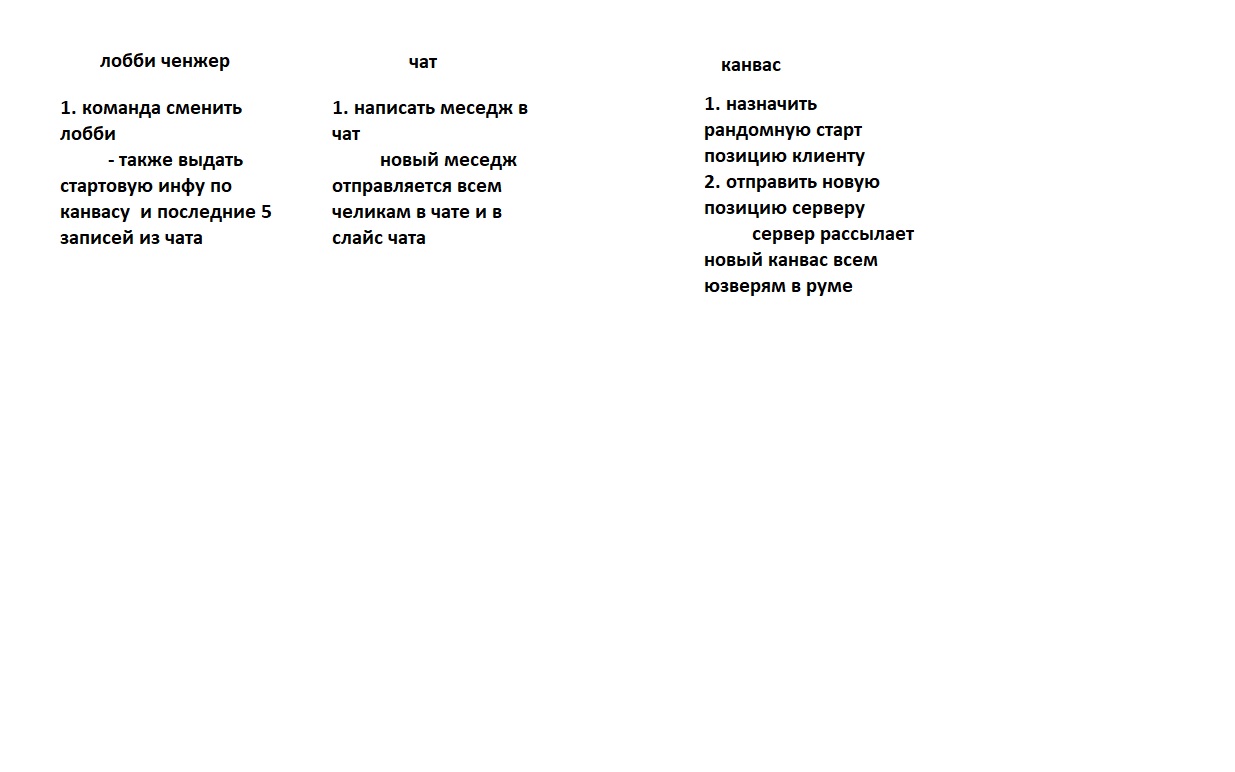 лобби ченжер
1. команда сменить
лобби
- также выдать
стартовую инфу по
канвасу  и последние 5
записей из чата
чат
1. написать меседж в
чат
новый меседж
отправляется всем
челикам в чате и в
слайс чата
канвас
1. назначить
рандомную старт
позицию клиенту
2. отправить новую
позицию серверу
сервер рассылает
новый канвас всем
юзверям в руме